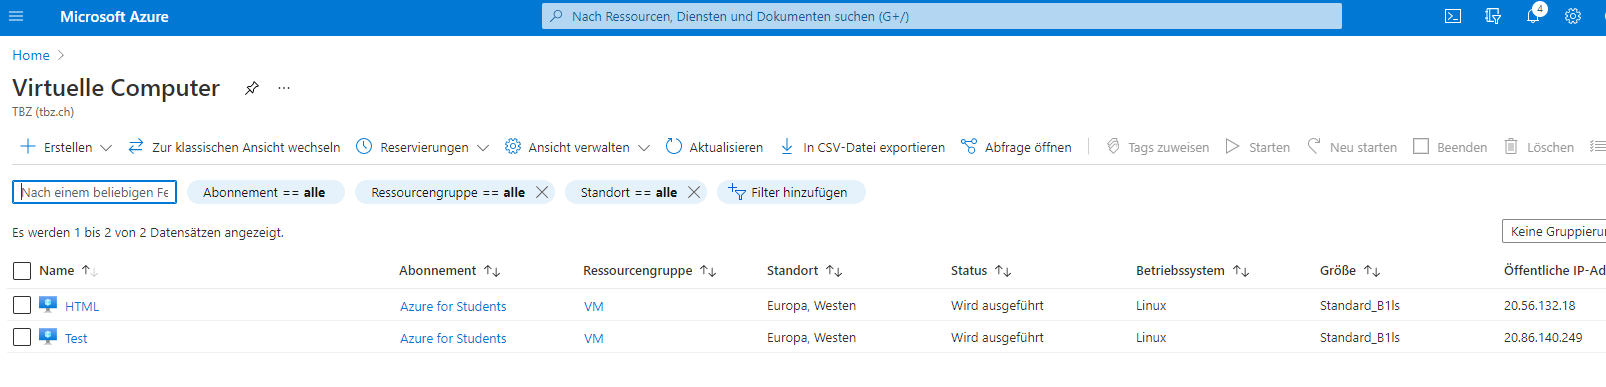 Microsoft Azure
Nach Ressourcen, Diensten und Dokumenten suchen (G+/)
4
Home
Virtuelle Computer
TBZ (tbz.ch)
Erstellen Zur klassischen Ansicht wechseln Reservierungen Ansicht verwalten Aktualisieren In CSV-Datei exportieren Abfrage öffnen Tags zuweisen Starten Neu starten Beenden Löschen
Nach einem beliebigen Fe Abonnement == alle Ressourcengruppe == alle Standort == alle Filter hinzufügen
Es werden 1 bis 2 von 2 Datensätzen angezeigt.
Keine Gruppierun
Name Abonnement Ressourcengruppe Standort Status Betriebssystem Größe Öffentliche IP-Ad
HTML Azure for Students VM Europa, Westen Wird ausgeführt Linux Standard_B1ls 20.56.132.18
Test Azure for Students VM Europa, Westen Wird ausgeführt Linux Standard_B1ls 20.86.140.249